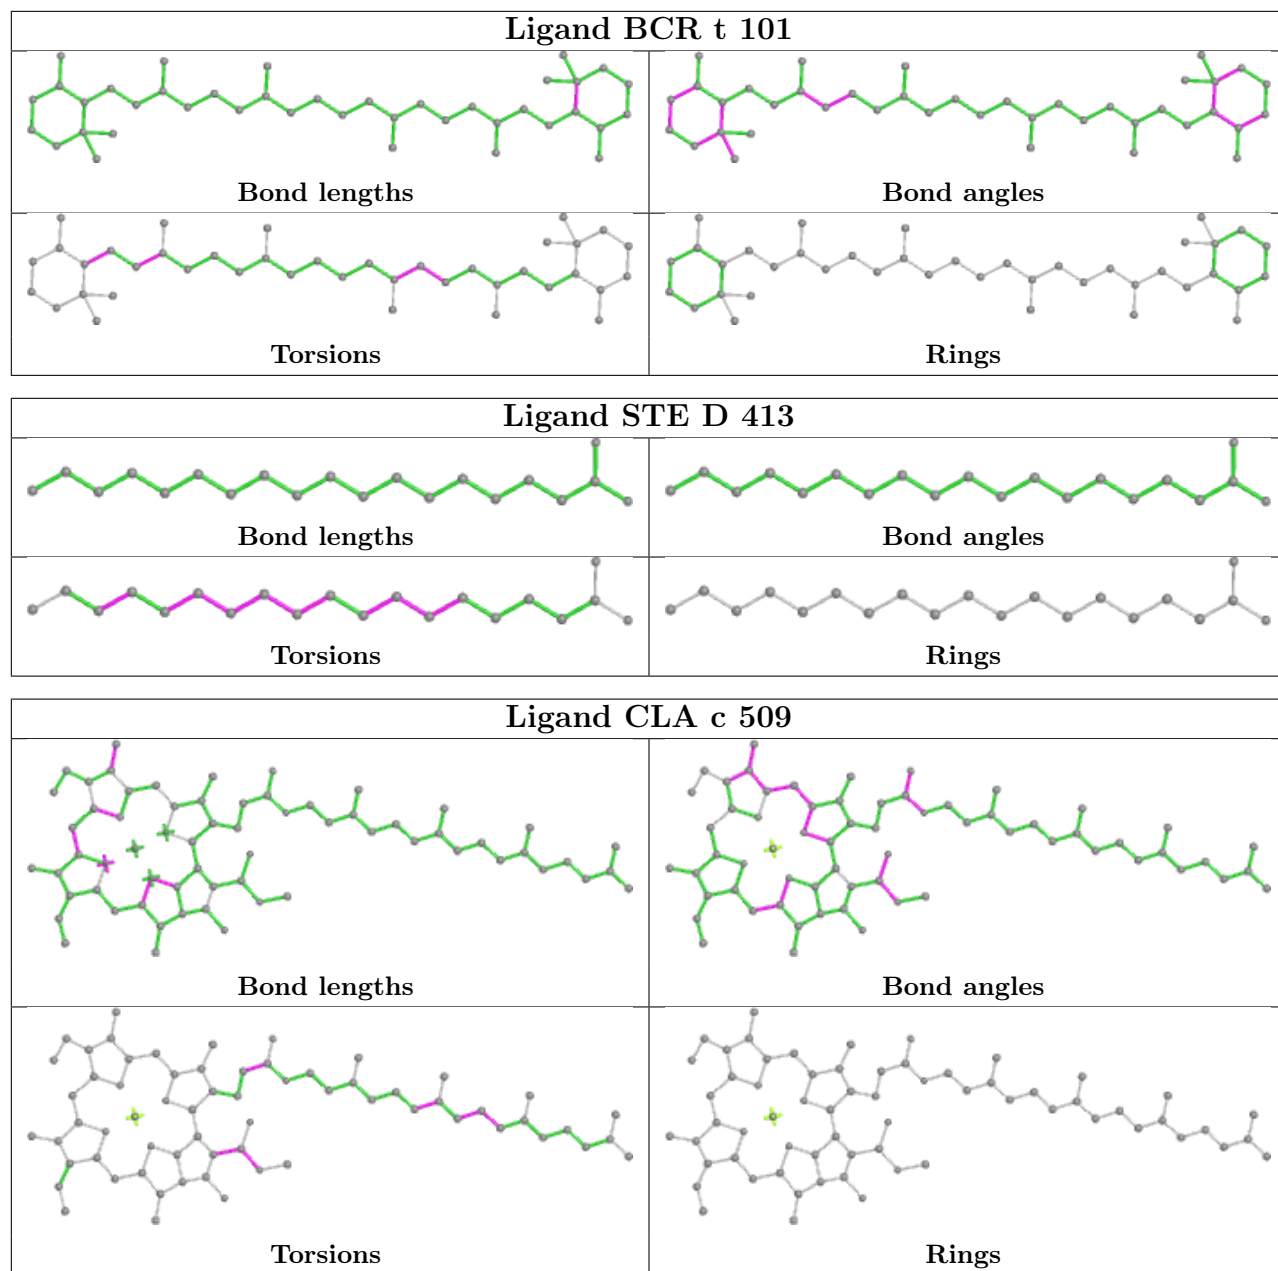 Ligand BCR t 101
Bond lengths
Bond angles
Torsions
Rings
Ligand STE D 413
Bond lengths
Bond angles
Torsions
Rings
Ligand CLA c 509
Bond lengths
Bond angles
Torsions
Rings